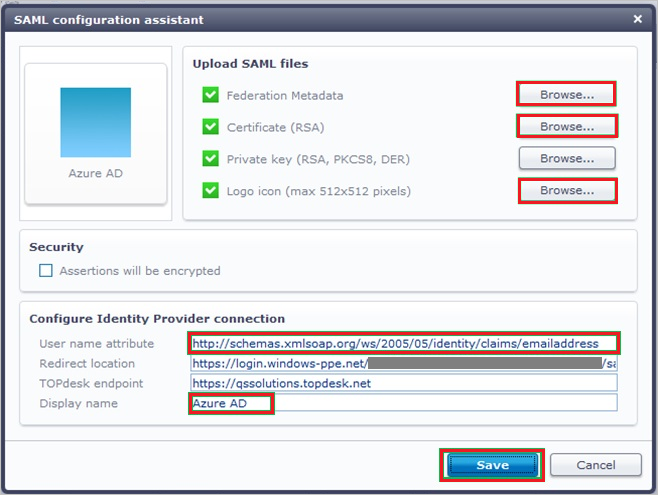 SAML configuration assistant
Azure AD
Upload SAML files
Federation Metadata Browse...
Certificate (RSA) Browse...
Private key (RSA, PKCS8, DER) Browse...
Logo icon (max 512x512 pixels) Browse...
Security
Assertions will be encrypted
Configure Identity Provider connection
User name attribute http://schemas.xmlsoap.org/ws/2005/05/identity/claims/emailaddress
Redirect location https://login.windows-ppe.net/ /sa
TOPdesk endpoint https://qssolutions.topdesk.net
Display name Azure AD
Save Cancel